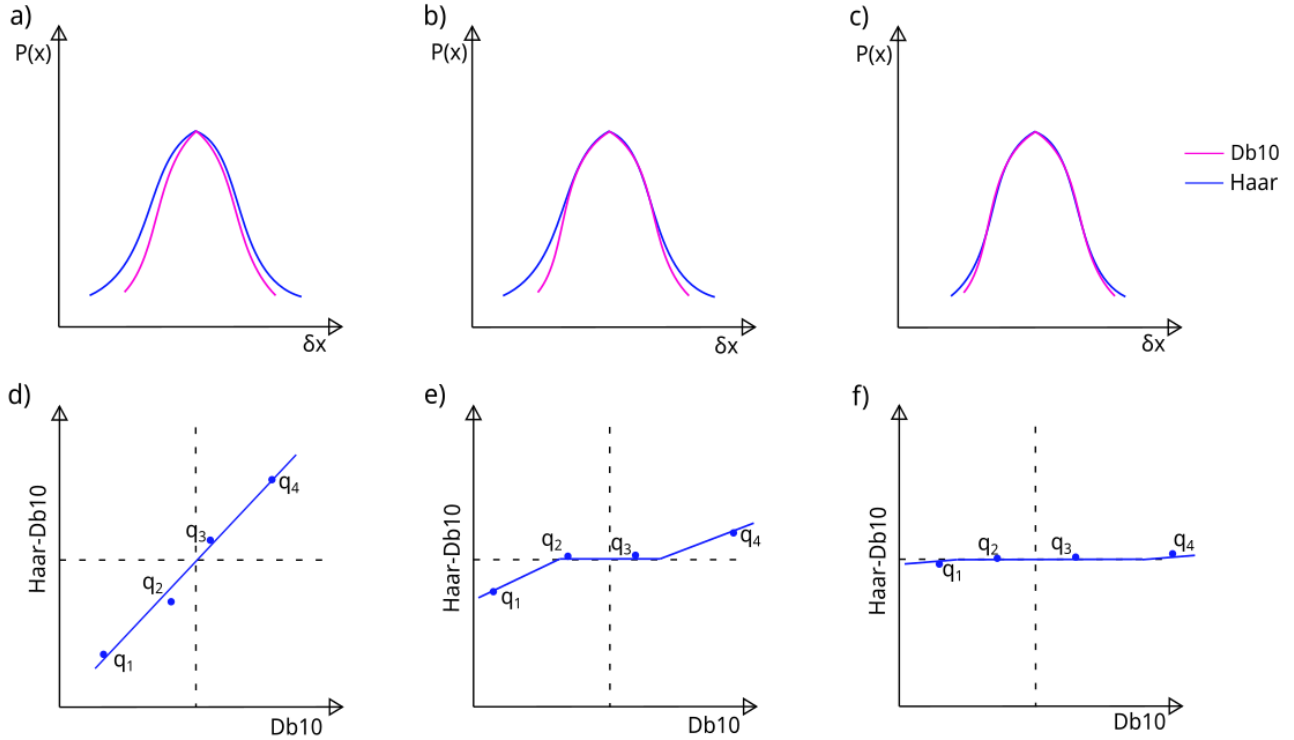 a)
P(x)
δx
b)
P(x)
δx
c)
P(x)
δx
Db10
Haar
d)
Haar-Db10
q₁
q₂
q₃
q₄
Db10
e)
Haar-Db10
q₁
q₂
q₃
q₄
Db10
f)
Haar-Db10
q₁
q₂
q₃
q₄
Db10